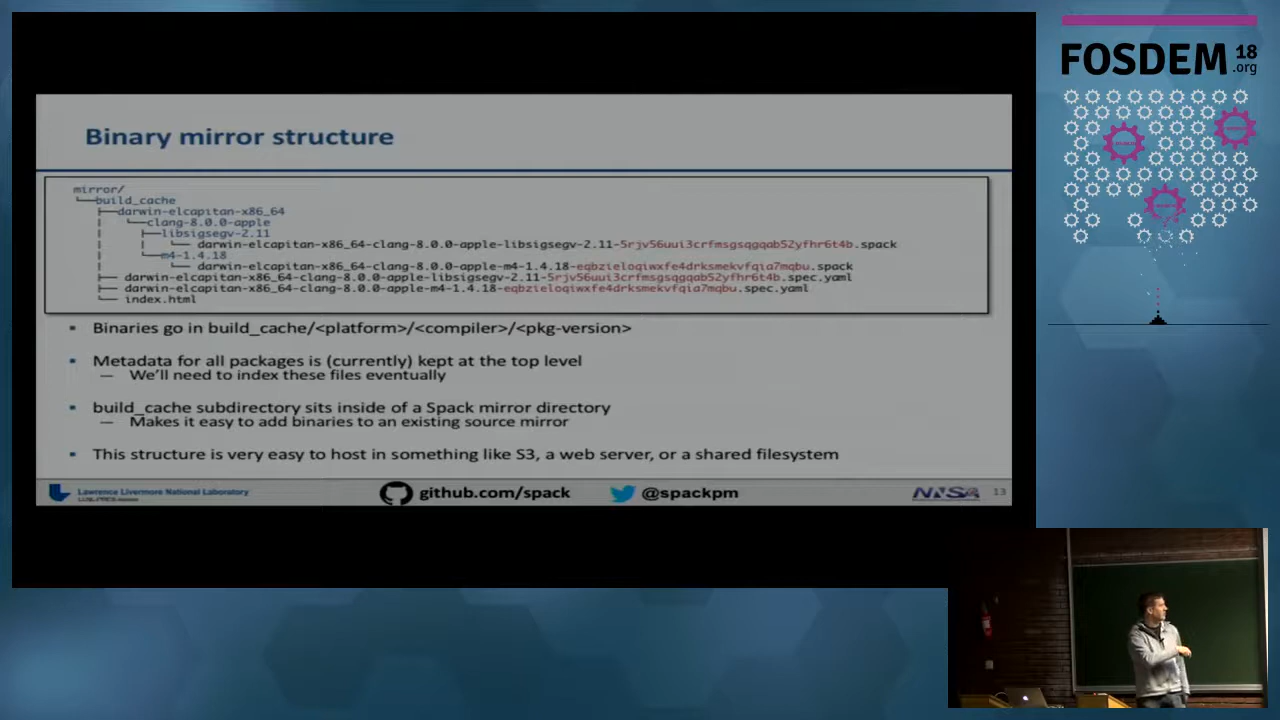 Binary mirror structure
mirror/
└──build_cache
├──darwin-elcapitan-x86_64
│ └──clang-8.0.0-apple
│ ├──libsigsegv-2.11
│ │ └── darwin-elcapitan-x86_64-clang-8.0.0-apple-libsigsegv-2.11-5rjv56uui3crfmsgsqgqab52yfhr6t4b.spack
│ └──m4-1.4.18
│ └── darwin-elcapitan-x86_64-clang-8.0.0-apple-m4-1.4.18-eqbzieloqiwxfe4drksmekvfqia7mqbu.spack
├── darwin-elcapitan-x86_64-clang-8.0.0-apple-libsigsegv-2.11-5rjv56uui3crfmsgsqgqab52yfhr6t4b.spec.yaml
├── darwin-elcapitan-x86_64-clang-8.0.0-apple-m4-1.4.18-eqbzieloqiwxfe4drksmekvfqia7mqbu.spec.yaml
└── index.html
▪ Binaries go in build_cache/<platform>/<compiler>/<pkg-version>
▪ Metadata for all packages is (currently) kept at the top level
— We'll need to index these files eventually
▪ build_cache subdirectory sits inside of a Spack mirror directory
— Makes it easy to add binaries to an existing source mirror
▪ This structure is very easy to host in something like S3, a web server, or a shared filesystem
Lawrence Livermore National Laboratory
github.com/spack
@spackpm
NNSA
13
FOSDEM 18
.org